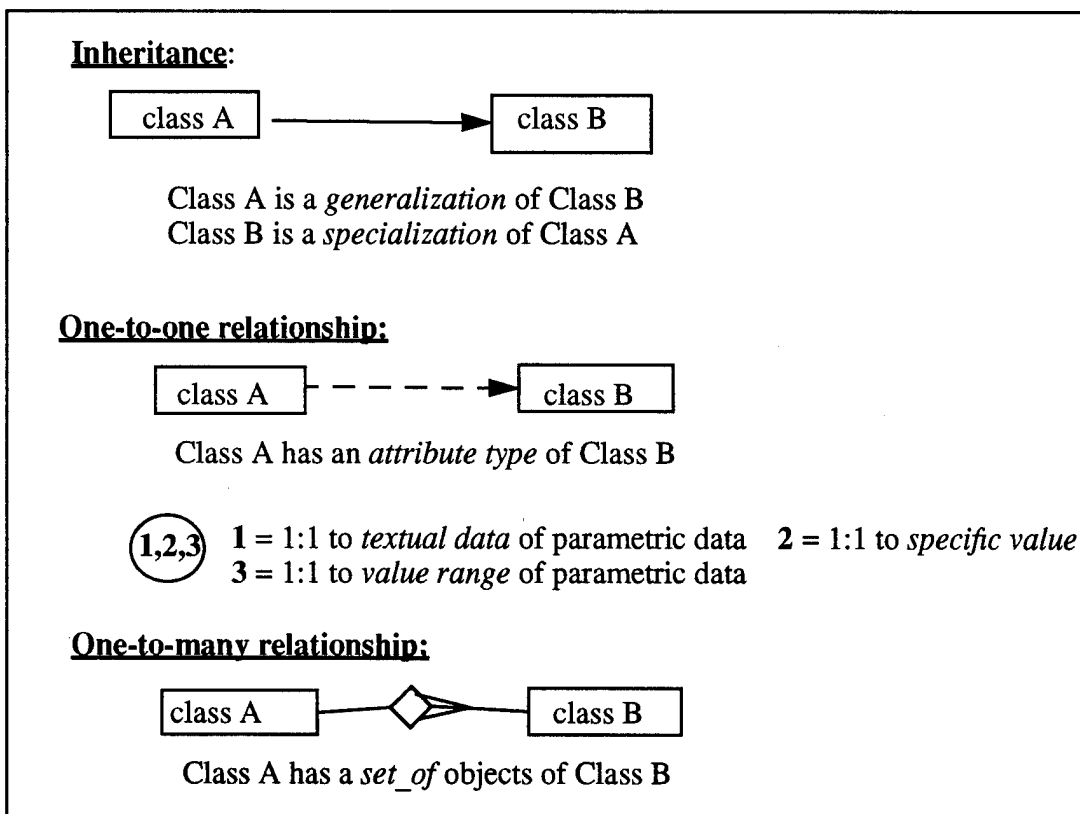 Inheritance:
class A class B
Class A is a generalization of Class B
Class B is a specialization of Class A
One-to-one relationship:
class A class B
Class A has an attribute type of Class B
1,2,3 1 = 1:1 to textual data of parametric data 2 = 1:1 to specific value
3 = 1:1 to value range of parametric data
One-to-many relationship:
class A class B
Class A has a set_of objects of Class B